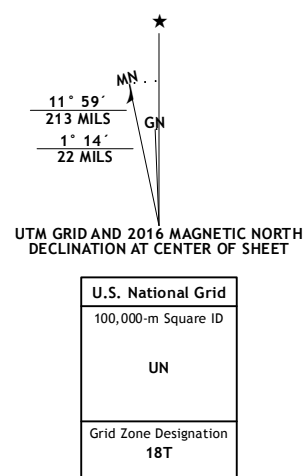 ★
MN
GN
11° 59´
213 MILS
1° 14´
22 MILS
UTM GRID AND 2016 MAGNETIC NORTH
DECLINATION AT CENTER OF SHEET
U.S. National Grid
100,000-m Square ID
UN
Grid Zone Designation
18T